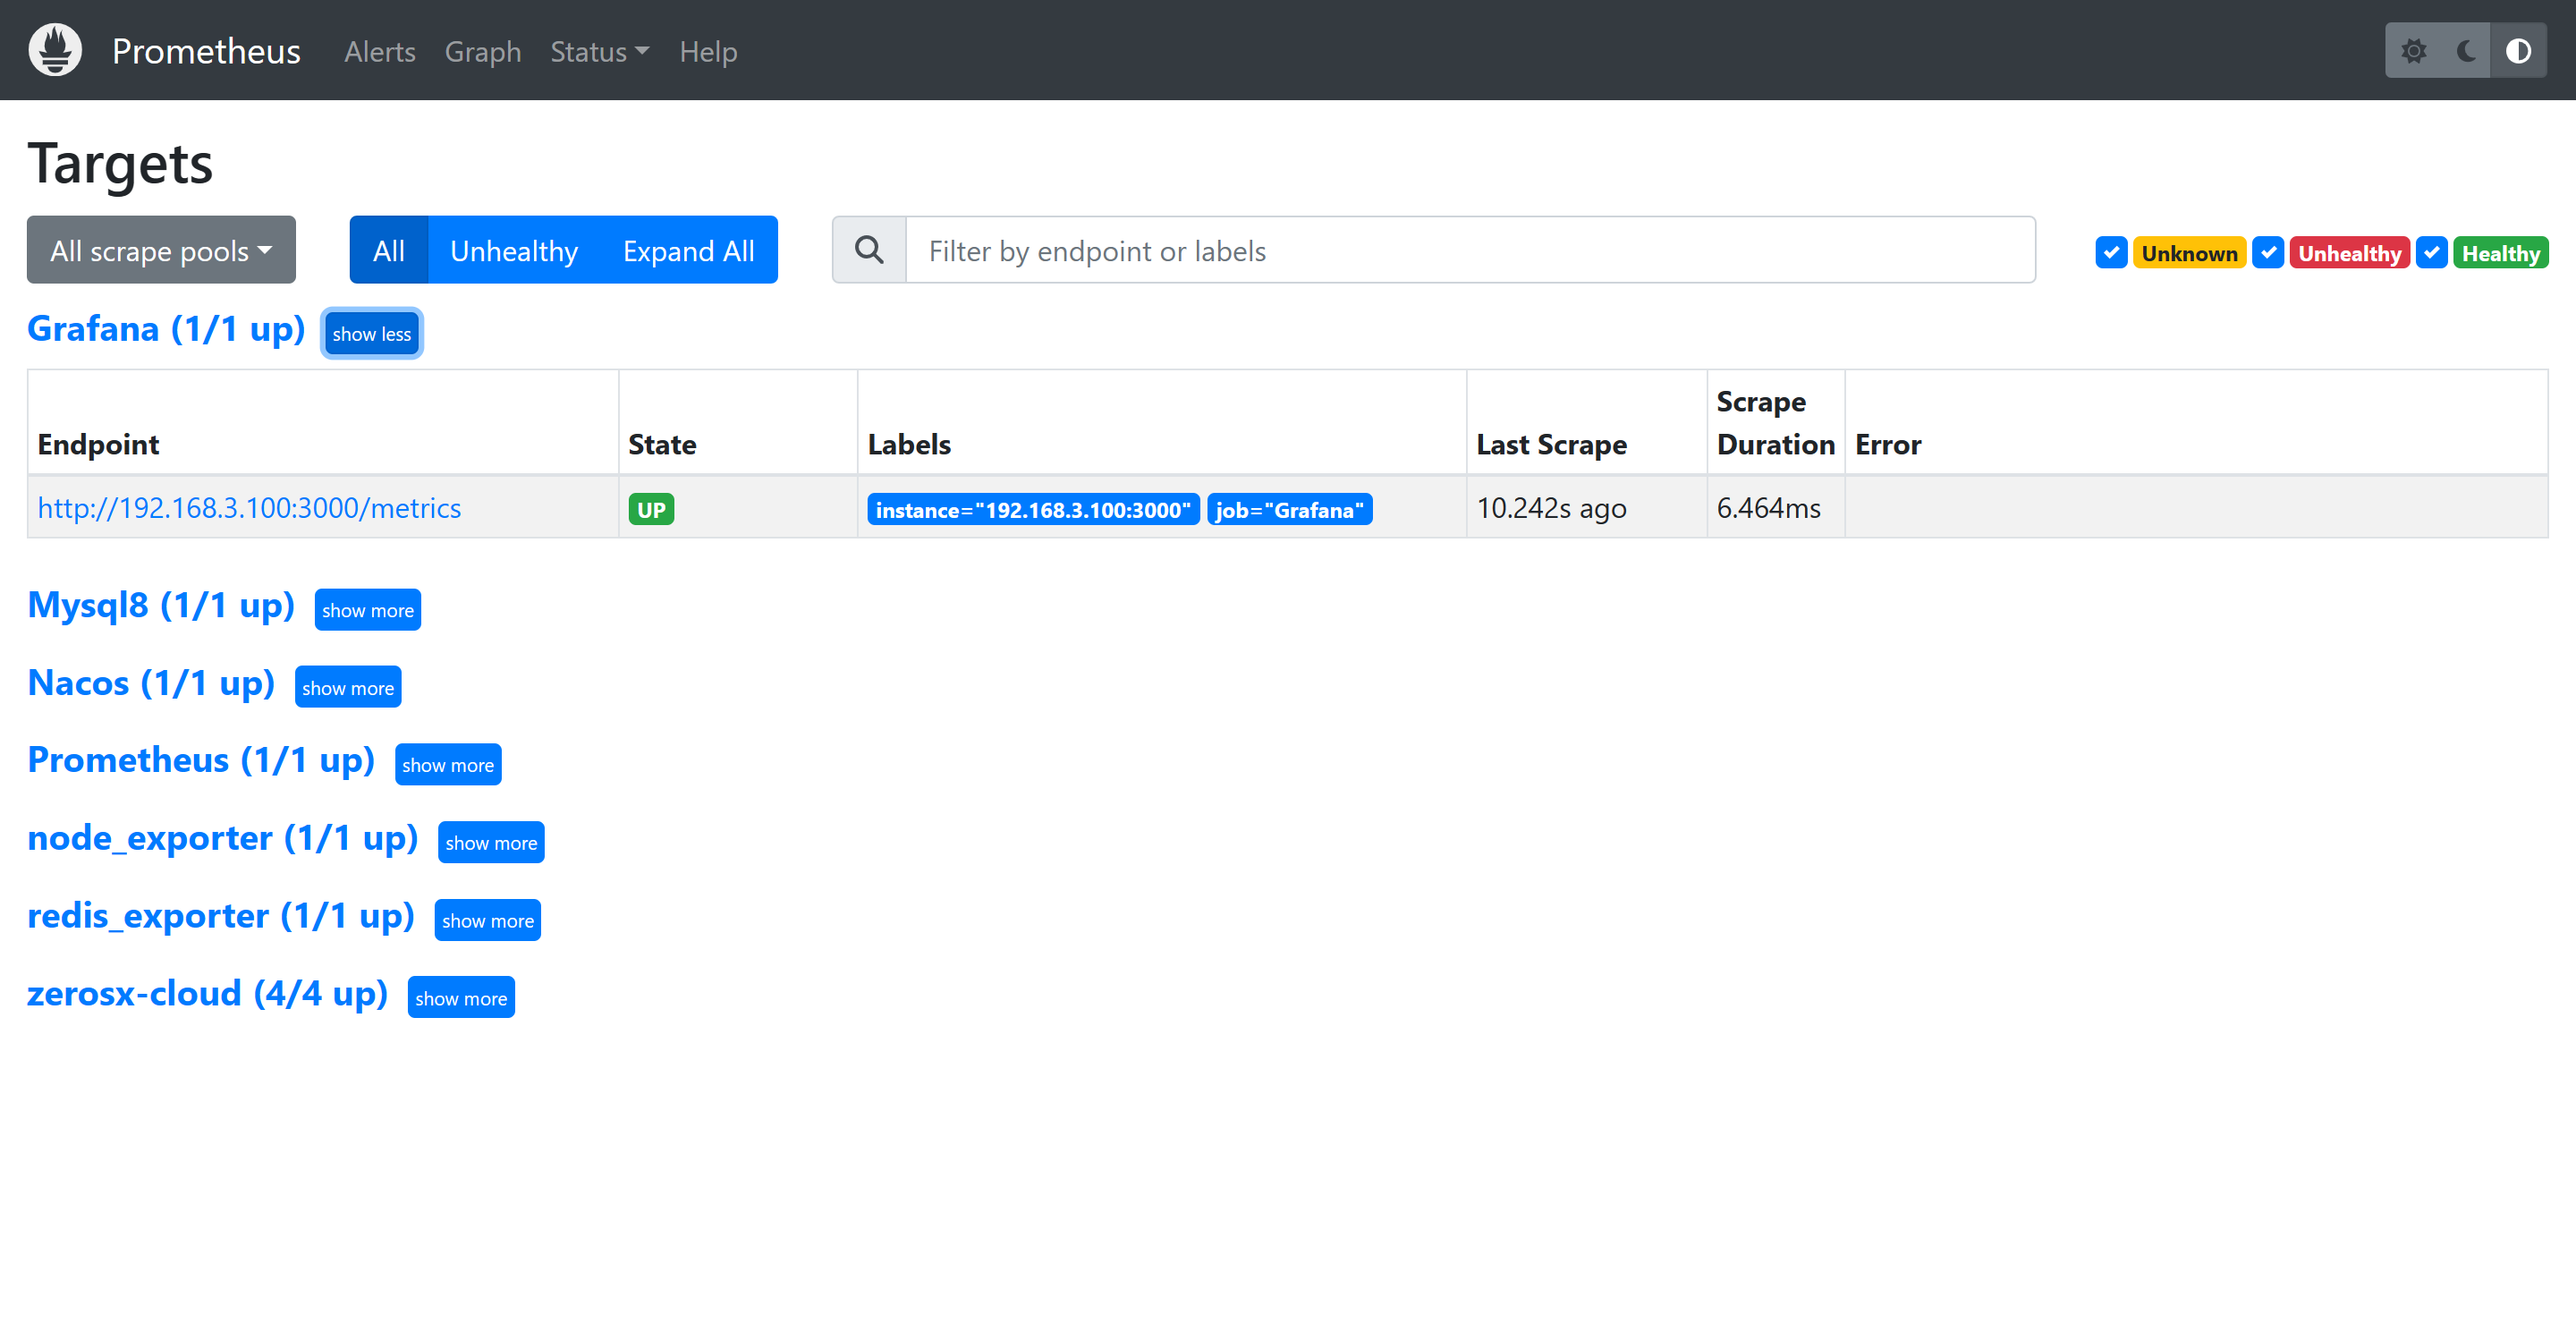 Prometheus Alerts Graph Status Help
Targets
All scrape pools All Unhealthy Expand All Filter by endpoint or labels Unknown Unhealthy Healthy
Grafana (1/1 up) show less
Endpoint State Labels Last Scrape Scrape Duration Error
http://192.168.3.100:3000/metrics UP instance="192.168.3.100:3000" job="Grafana" 10.242s ago 6.464ms
Mysql8 (1/1 up) show more
Nacos (1/1 up) show more
Prometheus (1/1 up) show more
node_exporter (1/1 up) show more
redis_exporter (1/1 up) show more
zerosx-cloud (4/4 up) show more